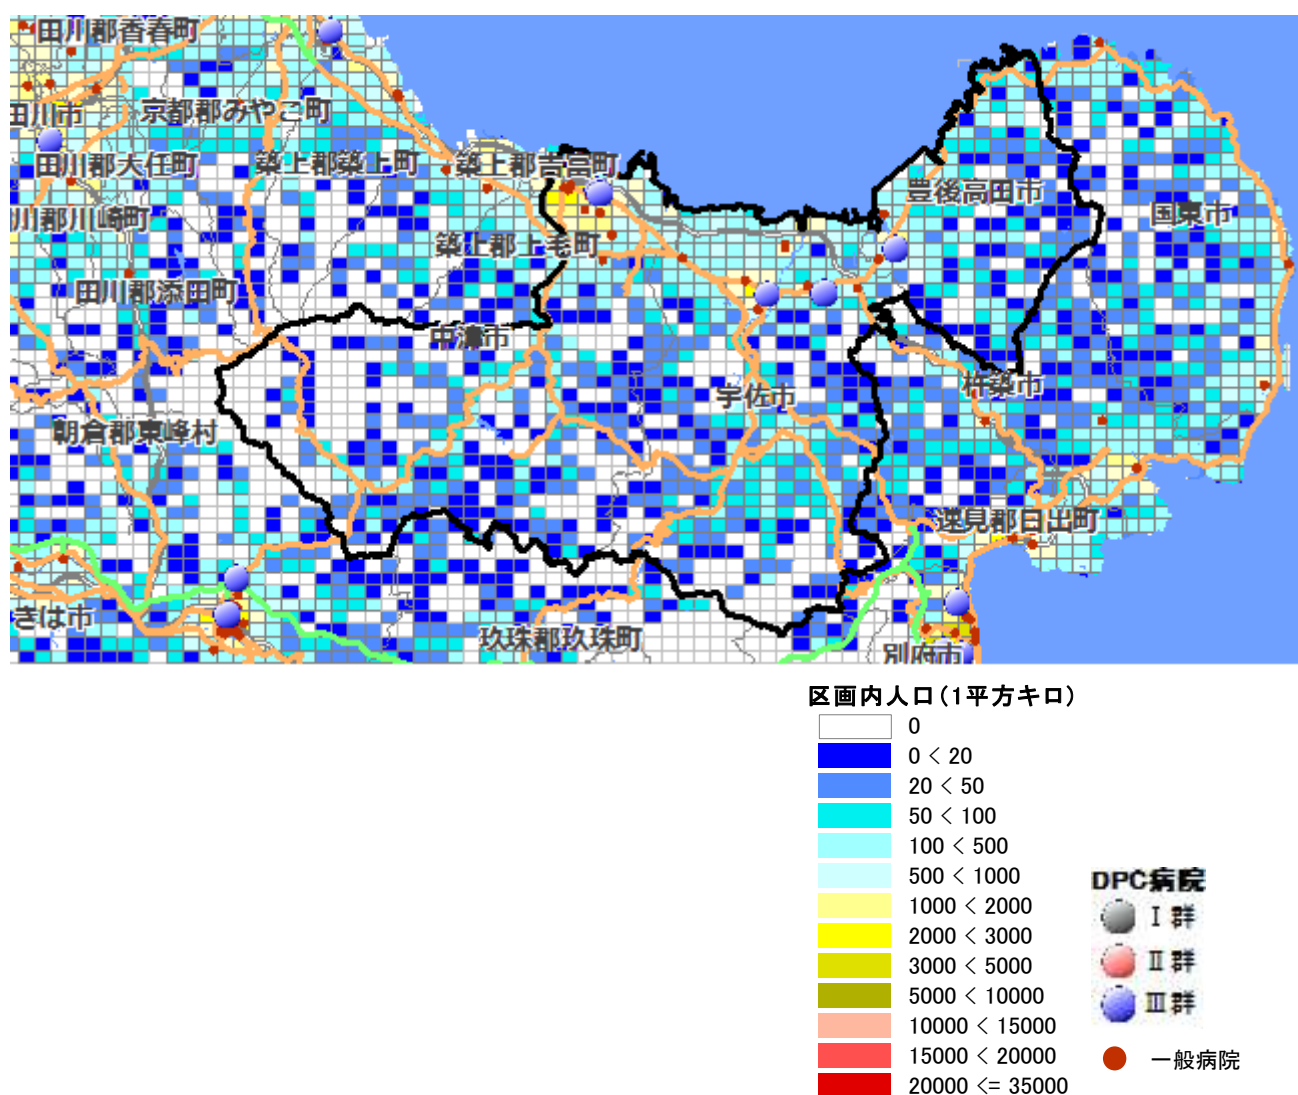 田川郡香春町
田川市
京都郡みやこ町
田川郡大任町
築上郡築上町
築上郡吉富町
豊後高田市
川郡川崎町
国東市
築上郡上毛町
田川郡添田町
中津市
杵築市
宇佐市
朝倉郡東峰村
速見郡日出町
きは市
玖珠郡玖珠町
別府市
区画内人口(1平方キロ)
0
0 < 20
20 < 50
50 < 100
100 < 500
500 < 1000
1000 < 2000
2000 < 3000
3000 < 5000
5000 < 10000
10000 < 15000
15000 < 20000
20000 <= 35000
DPC病院
Ⅰ群
Ⅱ群
Ⅲ群
一般病院